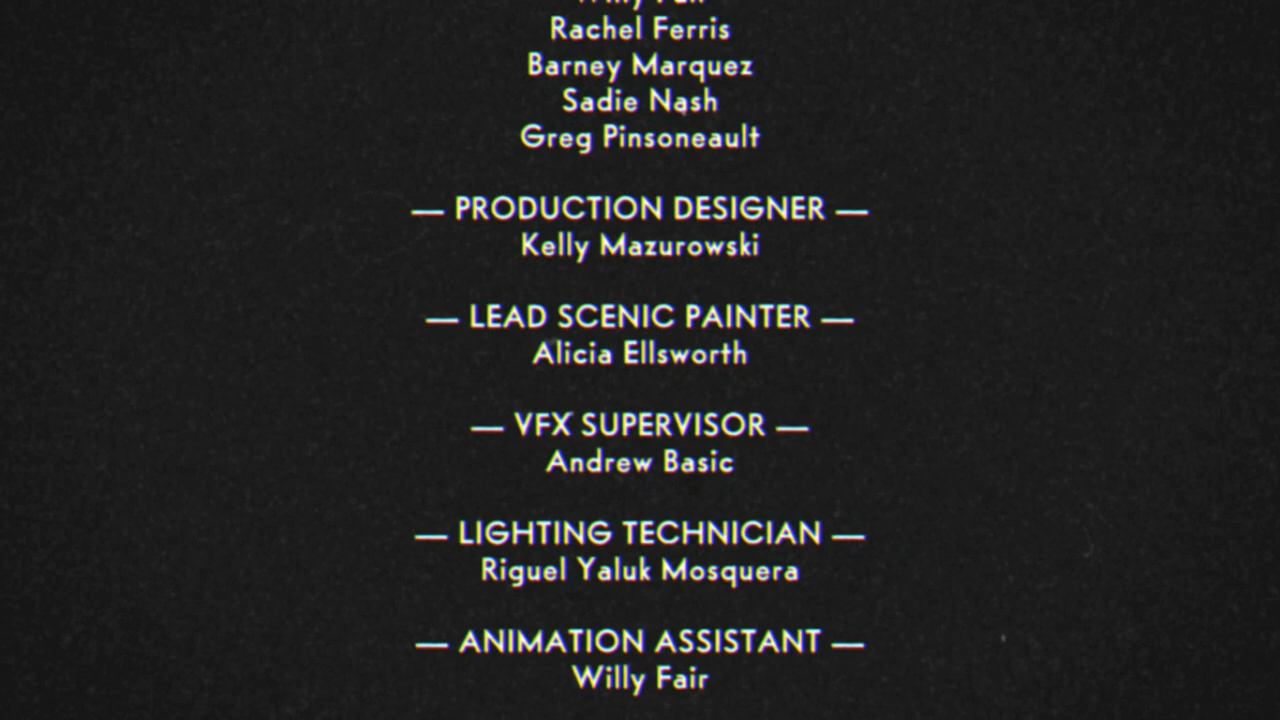 Rachel Ferris
Barney Marquez
Sadie Nash
Greg Pinsoneault
— PRODUCTION DESIGNER —
Kelly Mazurowski
— LEAD SCENIC PAINTER —
Alicia Ellsworth
— VFX SUPERVISOR —
Andrew Basic
— LIGHTING TECHNICIAN —
Riguel Yaluk Mosquera
— ANIMATION ASSISTANT —
Willy Fair